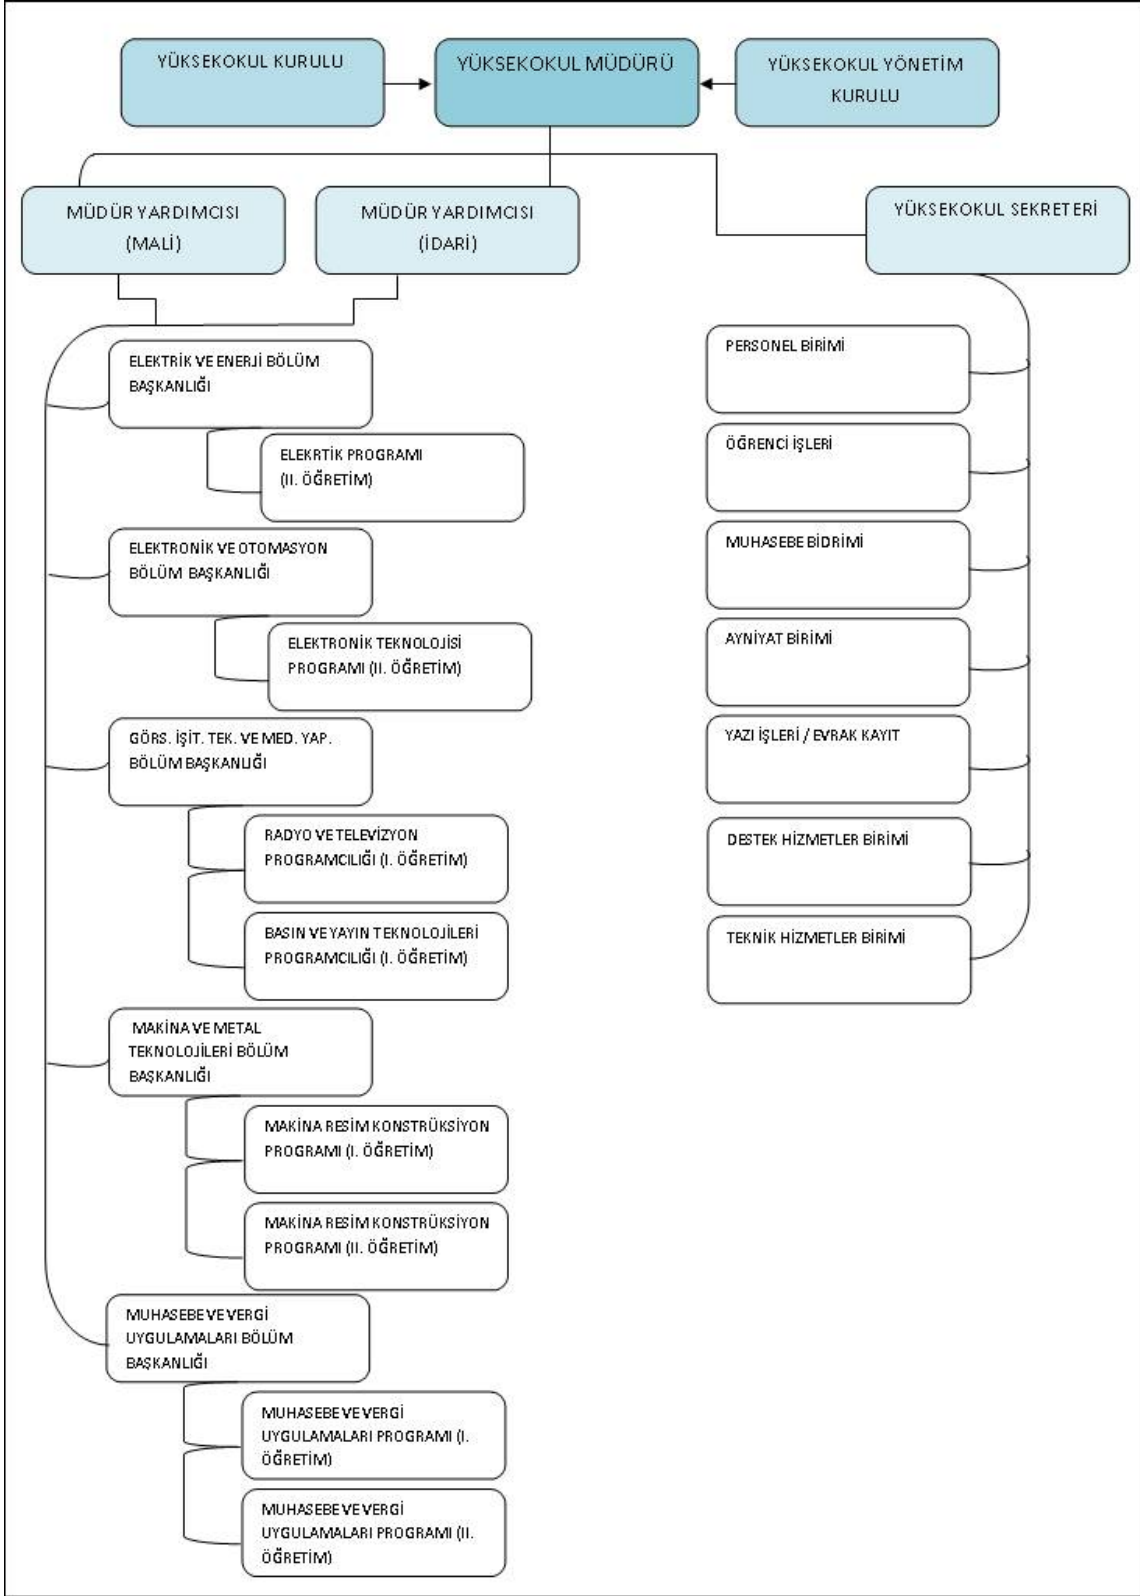 YÜKSEKOKUL KURULU
YÜKSEKOKUL MÜDÜRÜ
YÜKSEKOKUL YÖNETİM
KURULU
MÜDÜR YARDIMCISI
(MALİ)
MÜDÜR YARDIMCISI
(İDARİ)
YÜKSEKOKUL SEKRETERİ
ELEKTRİK VE ENERJİ BÖLÜM
BAŞKANLIĞI
ELEKRTİK PROGRAMI
(II. ÖĞRETİM)
ELEKTRONİK VE OTOMASYON
BÖLÜM BAŞKANLIĞI
ELEKTRONİK TEKNOLOJİSİ
PROGRAMI (II. ÖĞRETİM)
GÖRS. İŞİT. TEK. VE MED. YAP.
BÖLÜM BAŞKANLIĞI
RADYO VE TELEVİZYON
PROGRAMCILIĞI (I. ÖĞRETİM)
BASIN VE YAYIN TEKNOLOJİLERİ
PROGRAMCILIĞI (I. ÖĞRETİM)
MAKİNA VE METAL
TEKNOLOJİLERİ BÖLÜM
BAŞKANLIĞI
MAKİNA RESİM KONSTRÜKSİYON
PROGRAMI (I. ÖĞRETİM)
MAKİNA RESİM KONSTRÜKSİYON
PROGRAMI (II. ÖĞRETİM)
MUHASEBE VE VERGİ
UYGULAMALARI BÖLÜM
BAŞKANLIĞI
MUHASEBE VE VERGİ
UYGULAMALARI PROGRAMI (I.
ÖĞRETİM)
MUHASEBE VE VERGİ
UYGULAMALARI PROGRAMI (II.
ÖĞRETİM)
PERSONEL BİRİMİ
ÖĞRENCİ İŞLERİ
MUHASEBE BİDRİMİ
AYNİYAT BİRİMİ
YAZI İŞLERİ / EVRAK KAYIT
DESTEK HİZMETLER BİRİMİ
TEKNİK HİZMETLER BİRİMİ